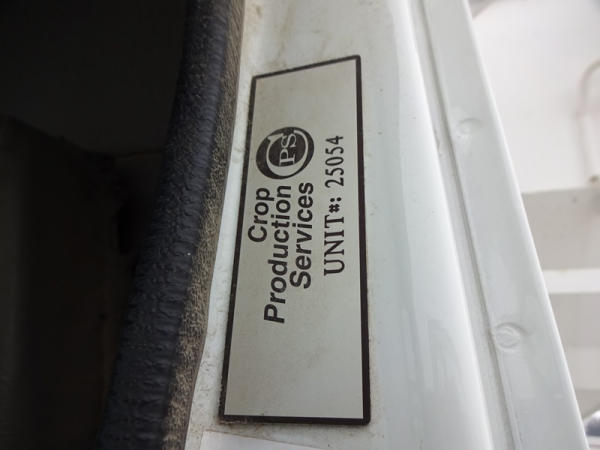 CPS
Crop
Production
Services
UNIT#: 25054